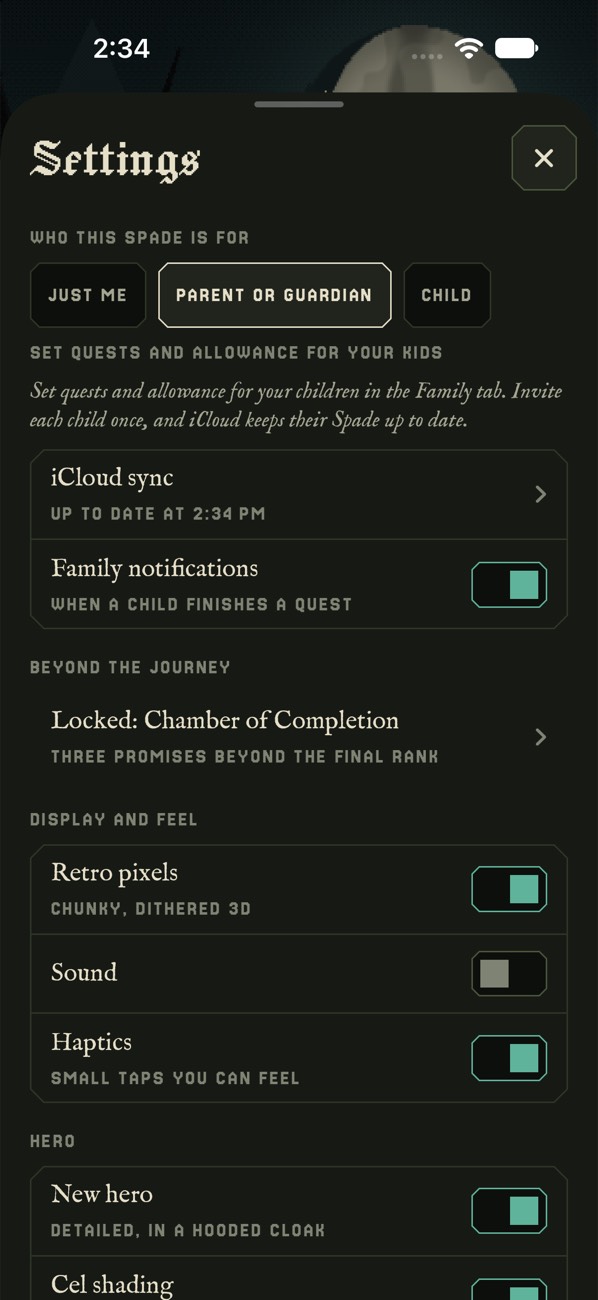 2:34
Settings
WHO THIS SPADE IS FOR
JUST ME
PARENT OR GUARDIAN
CHILD
SET QUESTS AND ALLOWANCE FOR YOUR KIDS
Set quests and allowance for your children in the Family tab. Invite
each child once, and iCloud keeps their Spade up to date.
iCloud sync
UP TO DATE AT 2:34 PM
Family notifications
WHEN A CHILD FINISHES A QUEST
BEYOND THE JOURNEY
Locked: Chamber of Completion
THREE PROMISES BEYOND THE FINAL RANK
DISPLAY AND FEEL
Retro pixels
CHUNKY, DITHERED 3D
Sound
Haptics
SMALL TAPS YOU CAN FEEL
HERO
New hero
DETAILED, IN A HOODED CLOAK
Cel shading